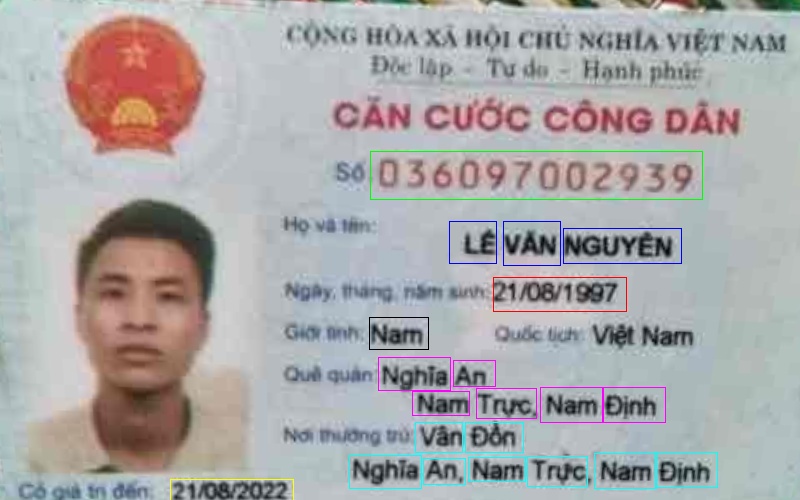 CỘNG HÒA XÃ HỘI CHỦ NGHĨA VIỆT NAM
Độc lập - Tự do - Hạnh phúc
CĂN CƯỚC CÔNG DÂN
Số 036097002939
Họ và tên:
LÊ VĂN NGUYÊN
Ngày, tháng, năm sinh: 21/08/1997
Giới tính: Nam Quốc tịch: Việt Nam
Quê quán: Nghĩa An
Nam Trực, Nam Định
Nơi thường trú: Vân Đồn
Nghĩa An, Nam Trực, Nam Định
Có giá trị đến: 21/08/2022